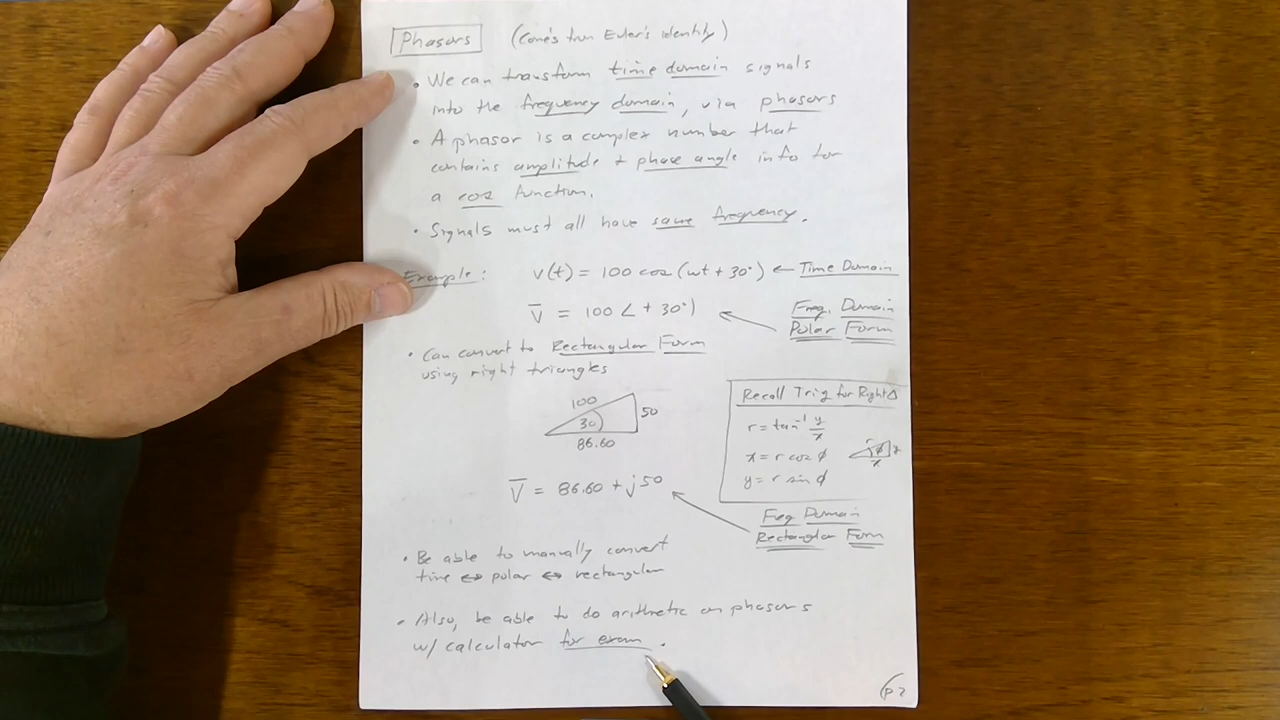 Phasors (Comes from Euler's identity)
• We can transform time domain signals
into the frequency domain, via phasors
• A phasor is a complex number that
contains amplitude + phase angle info for
a cos function.
• Signals must all have same frequency.
Example: v(t) = 100 cos(ωt + 30°) ← Time Domain
V̅ = 100 ∠ +30°)
Freq. Domain
Polar Form
• Can convert to Rectangular Form
using right triangles
100
30
50
86.60
Recall Trig for Right △
r = tan⁻¹ y/x
x = r cos ϕ
y = r sin ϕ
r ϕ y
x
V̅ = 86.60 + j50
Freq Domain
Rectangular Form
• Be able to manually convert
time ↔ polar ↔ rectangular
• Also, be able to do arithmetic on phasors
w/ calculator for exam.
p2